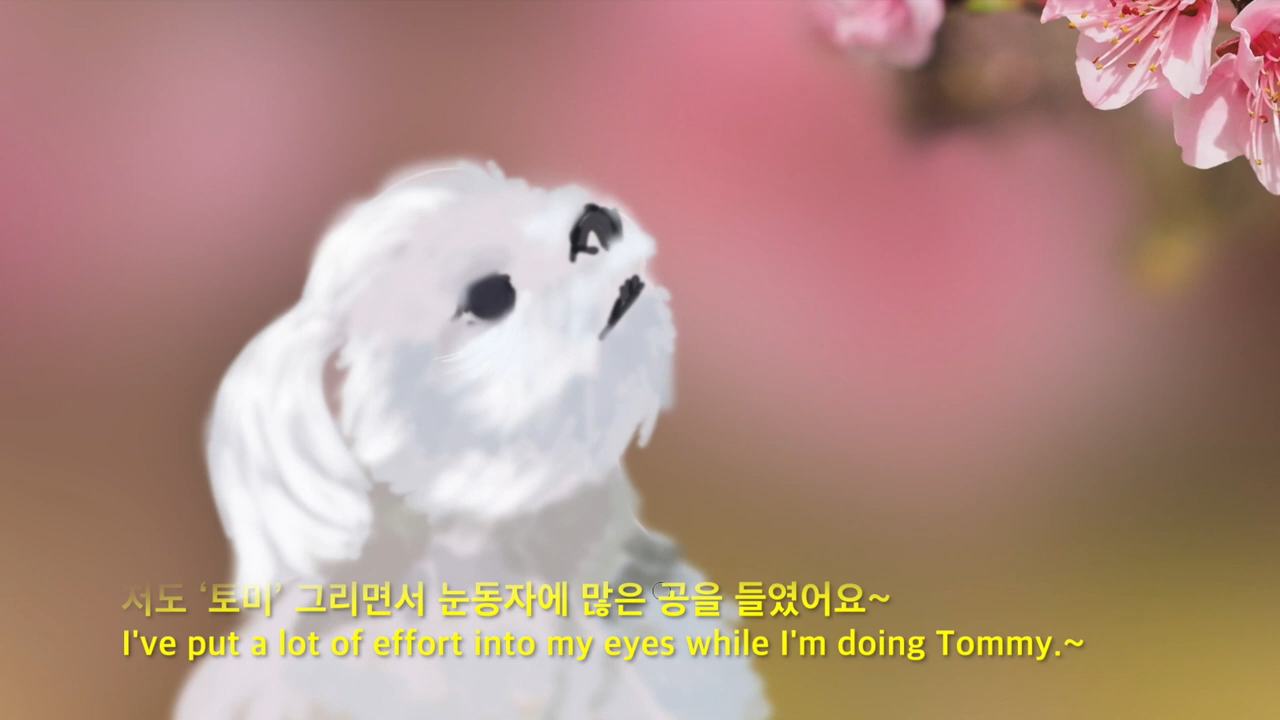 저도 ‘토미’ 그리면서 눈동자에 많은 공을 들였어요~
I've put a lot of effort into my eyes while I'm doing Tommy.~